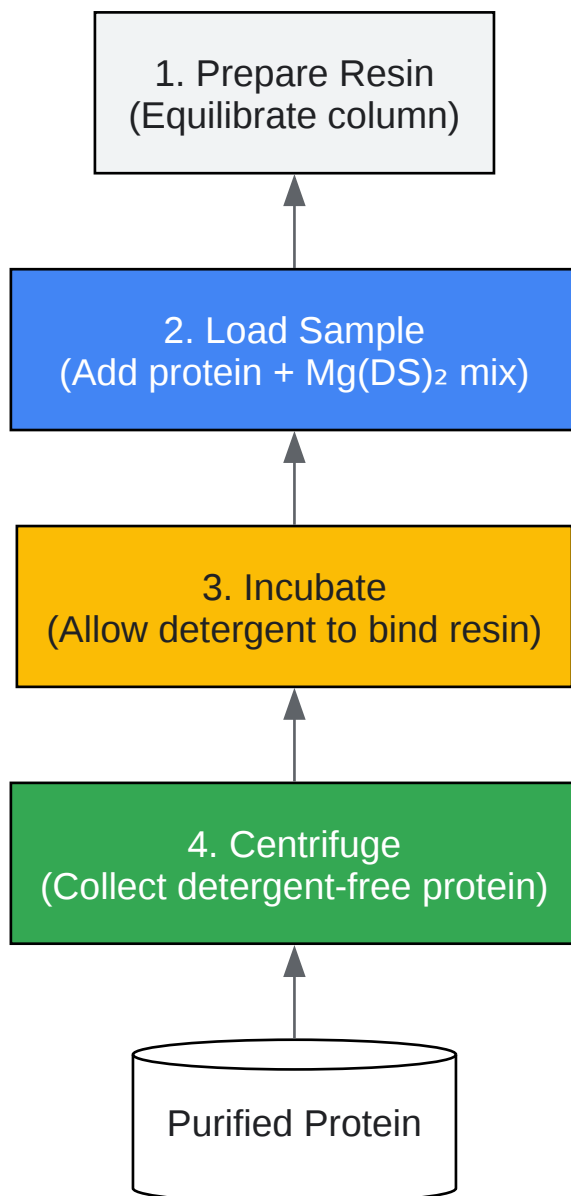 1. Prepare Resin
(Equilibrate column)
2. Load Sample
(Add protein + Mg(DS)₂ mix)
3. Incubate
(Allow detergent to bind resin)
4. Centrifuge
(Collect detergent-free protein)
Purified Protein